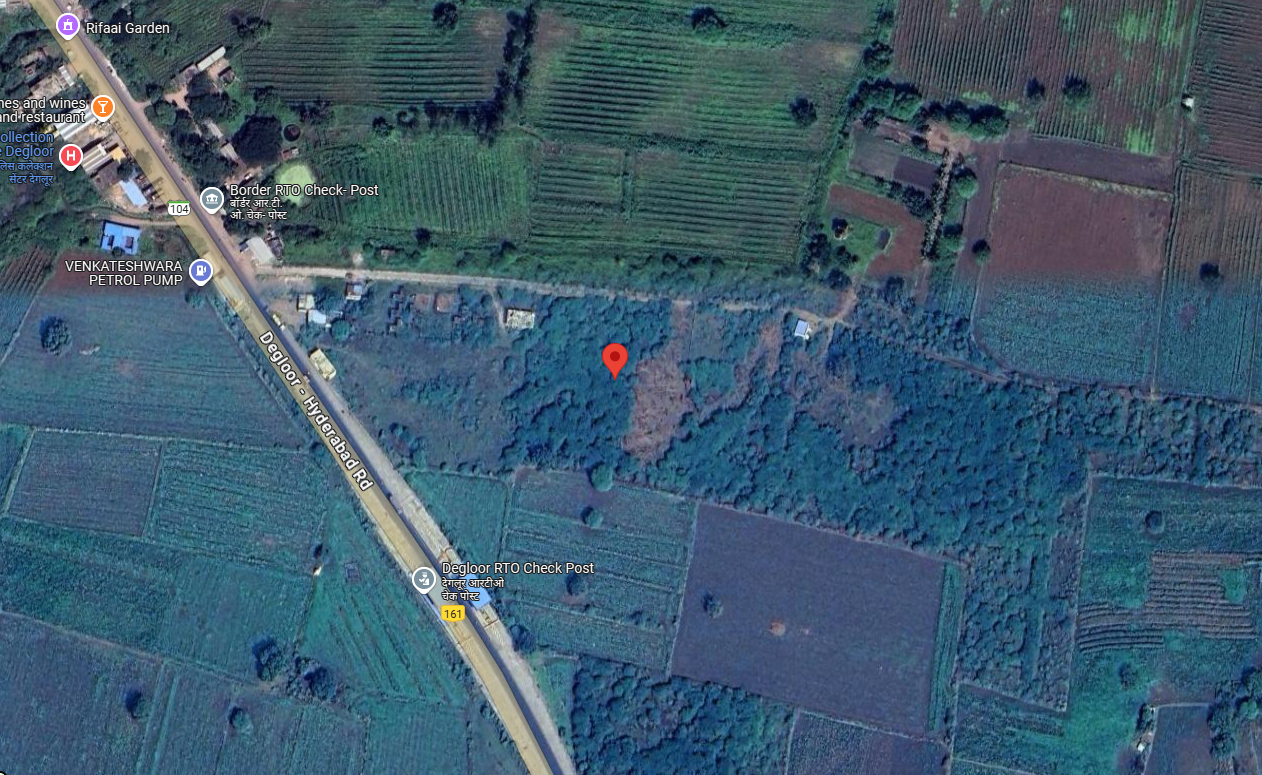 Rifaai Garden
nes and wines
and restaurant
ollection
Degloor
सेंटर देगलूर
Border RTO Check- Post
बॉर्डर आर.टी.
ओ. चेक- पोस्ट
104
VENKATESHWARA
PETROL PUMP
Degloor - Hyderabad Rd
Degloor RTO Check Post
देगलूर आरटीओ
चेक पोस्ट
161